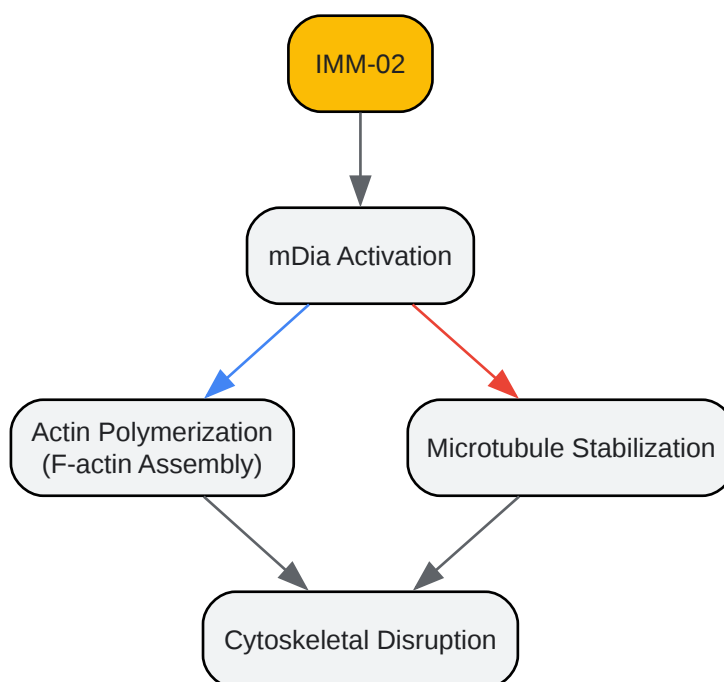 IMM-02
mDia Activation
Actin Polymerization
(F-actin Assembly)
Microtubule Stabilization
Cytoskeletal Disruption